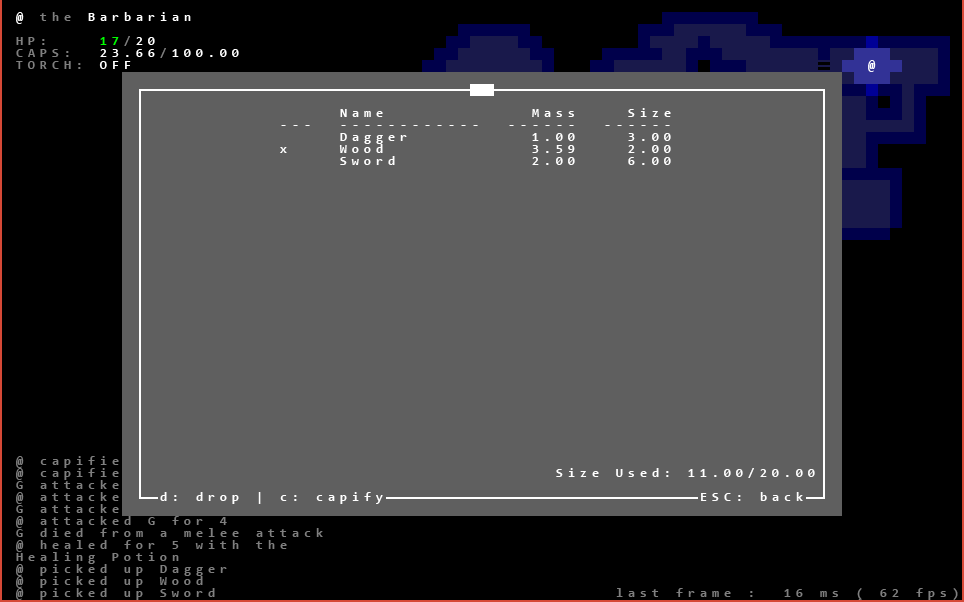 @ the Barbarian
HP: 17/20
CAPS: 23.66/100.00
TORCH: OFF
@
Name Mass Size
--- ------------ ------ ------
Dagger 1.00 3.00
x Wood 3.59 2.00
Sword 2.00 6.00
Size Used: 11.00/20.00
d: drop | c: capify ESC: back
@ capifie
@ capifie
G attacke
@ attacke
G attacke
@ attacked G for 4
G died from a melee attack
@ healed for 5 with the
Healing Potion
@ picked up Dagger
@ picked up Wood
@ picked up Sword
last frame : 16 ms ( 62 fps)